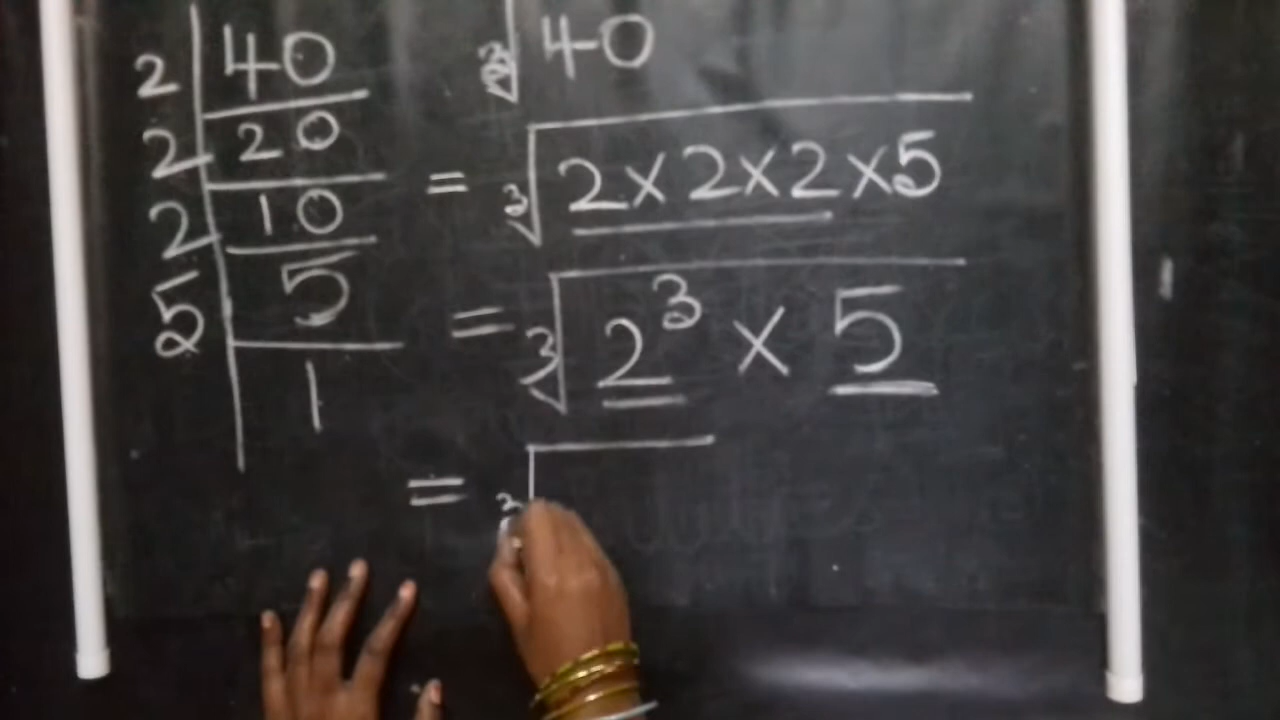 2 | 40
2 | 20
2 | 10
5 | 5
1
∛40
= ∛2×2×2×5
= ∛2³ × 5
= ∛